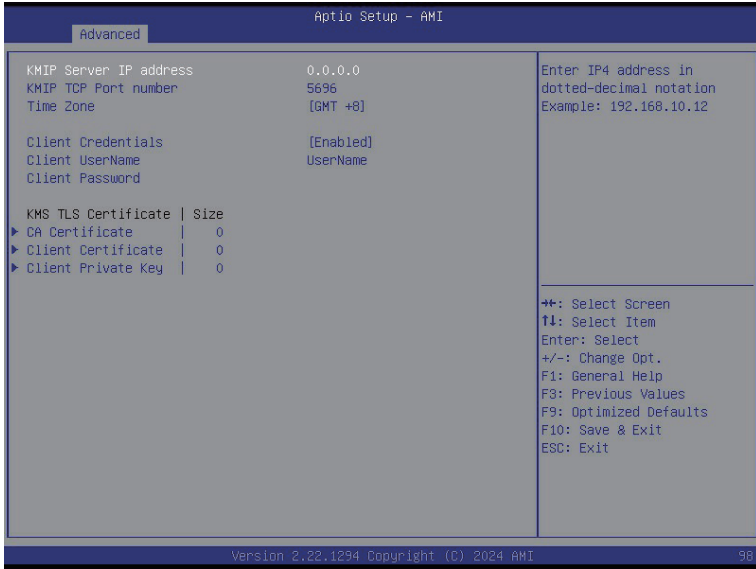 Aptio Setup - AMI
Advanced
KMIP Server IP address 0.0.0.0
KMIP TCP Port number 5696
Time Zone [GMT +8]
Client Credentials [Enabled]
Client UserName UserName
Client Password
KMS TLS Certificate | Size
▶ CA Certificate | 0
▶ Client Certificate | 0
▶ Client Private Key | 0
Enter IP4 address in
dotted-decimal notation
Example: 192.168.10.12
→←: Select Screen
↑↓: Select Item
Enter: Select
+/-: Change Opt.
F1: General Help
F3: Previous Values
F9: Optimized Defaults
F10: Save & Exit
ESC: Exit
Version 2.22.1294 Copyright (C) 2024 AMI
98